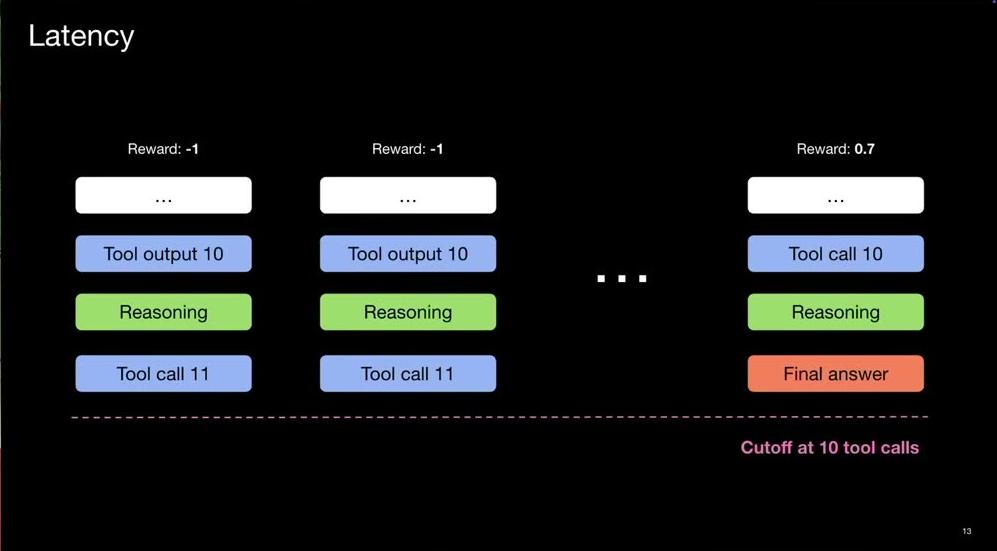 Latency
Reward: -1
Reward: -1
Reward: 0.7
...
...
...
Tool output 10
Tool output 10
Tool call 10
...
Reasoning
Reasoning
Reasoning
Tool call 11
Tool call 11
Final answer
Cutoff at 10 tool calls
13